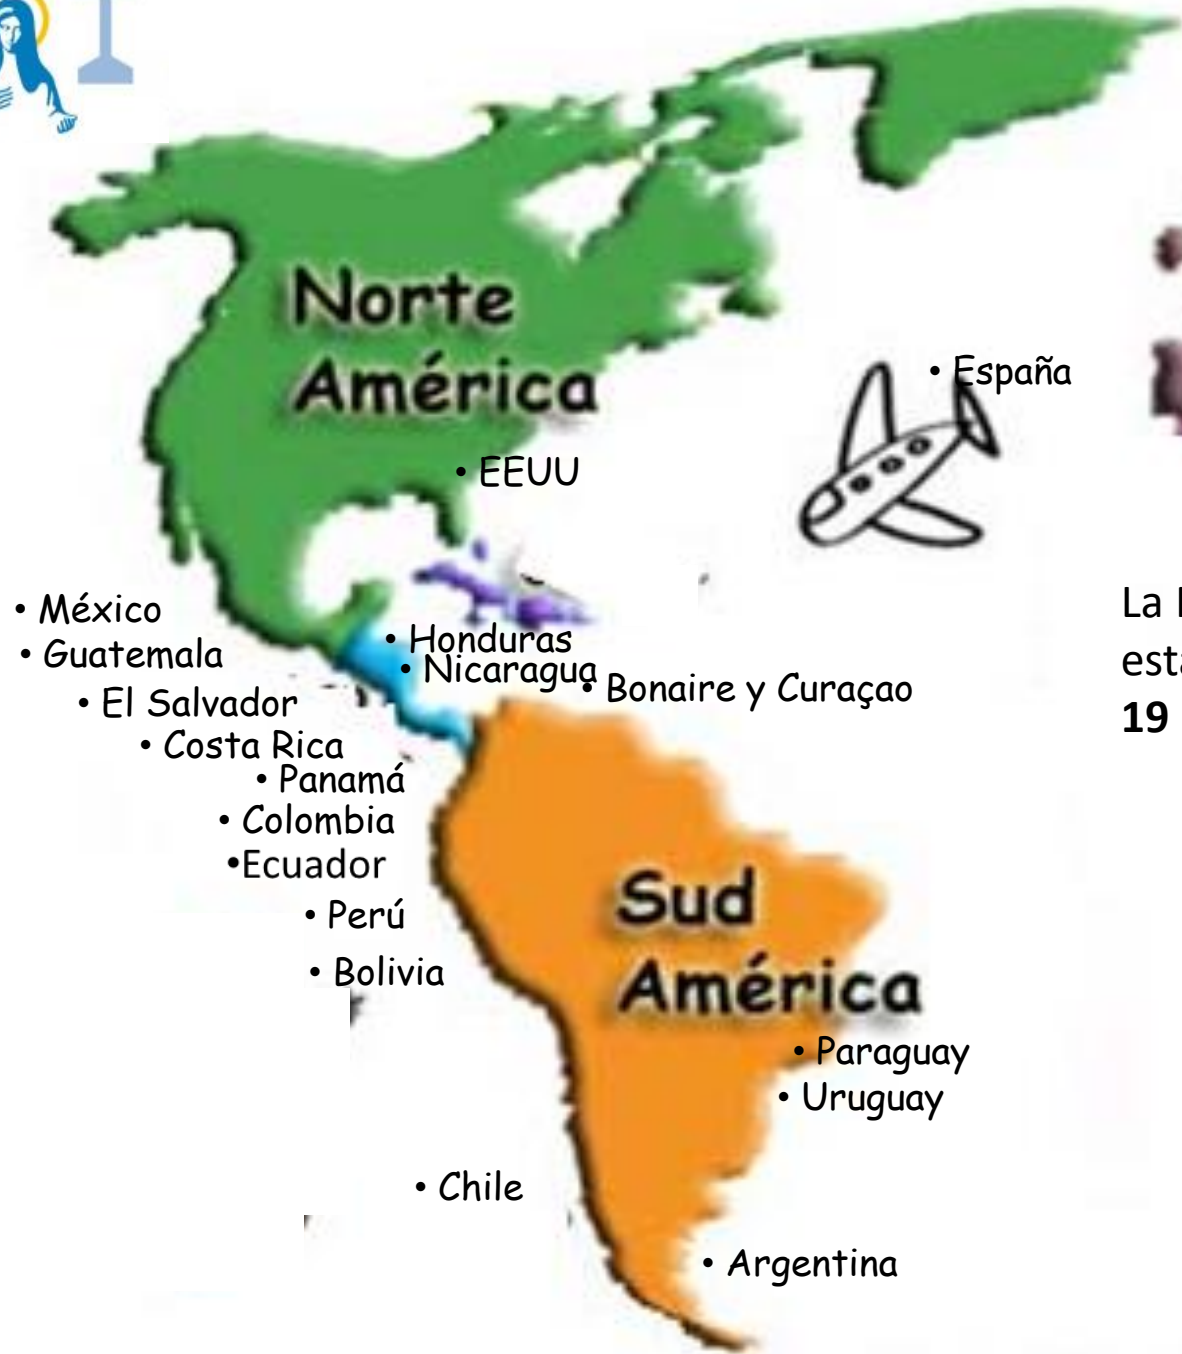 Norte
América
• España
• EEUU
• México
• Guatemala
• El Salvador
• Costa Rica
• Panamá
• Colombia
•Ecuador
• Perú
• Bolivia
• Honduras
• Nicaragua
• Bonaire y Curaçao
La
19
Sud
América
• Paraguay
• Uruguay
• Chile
• Argentina